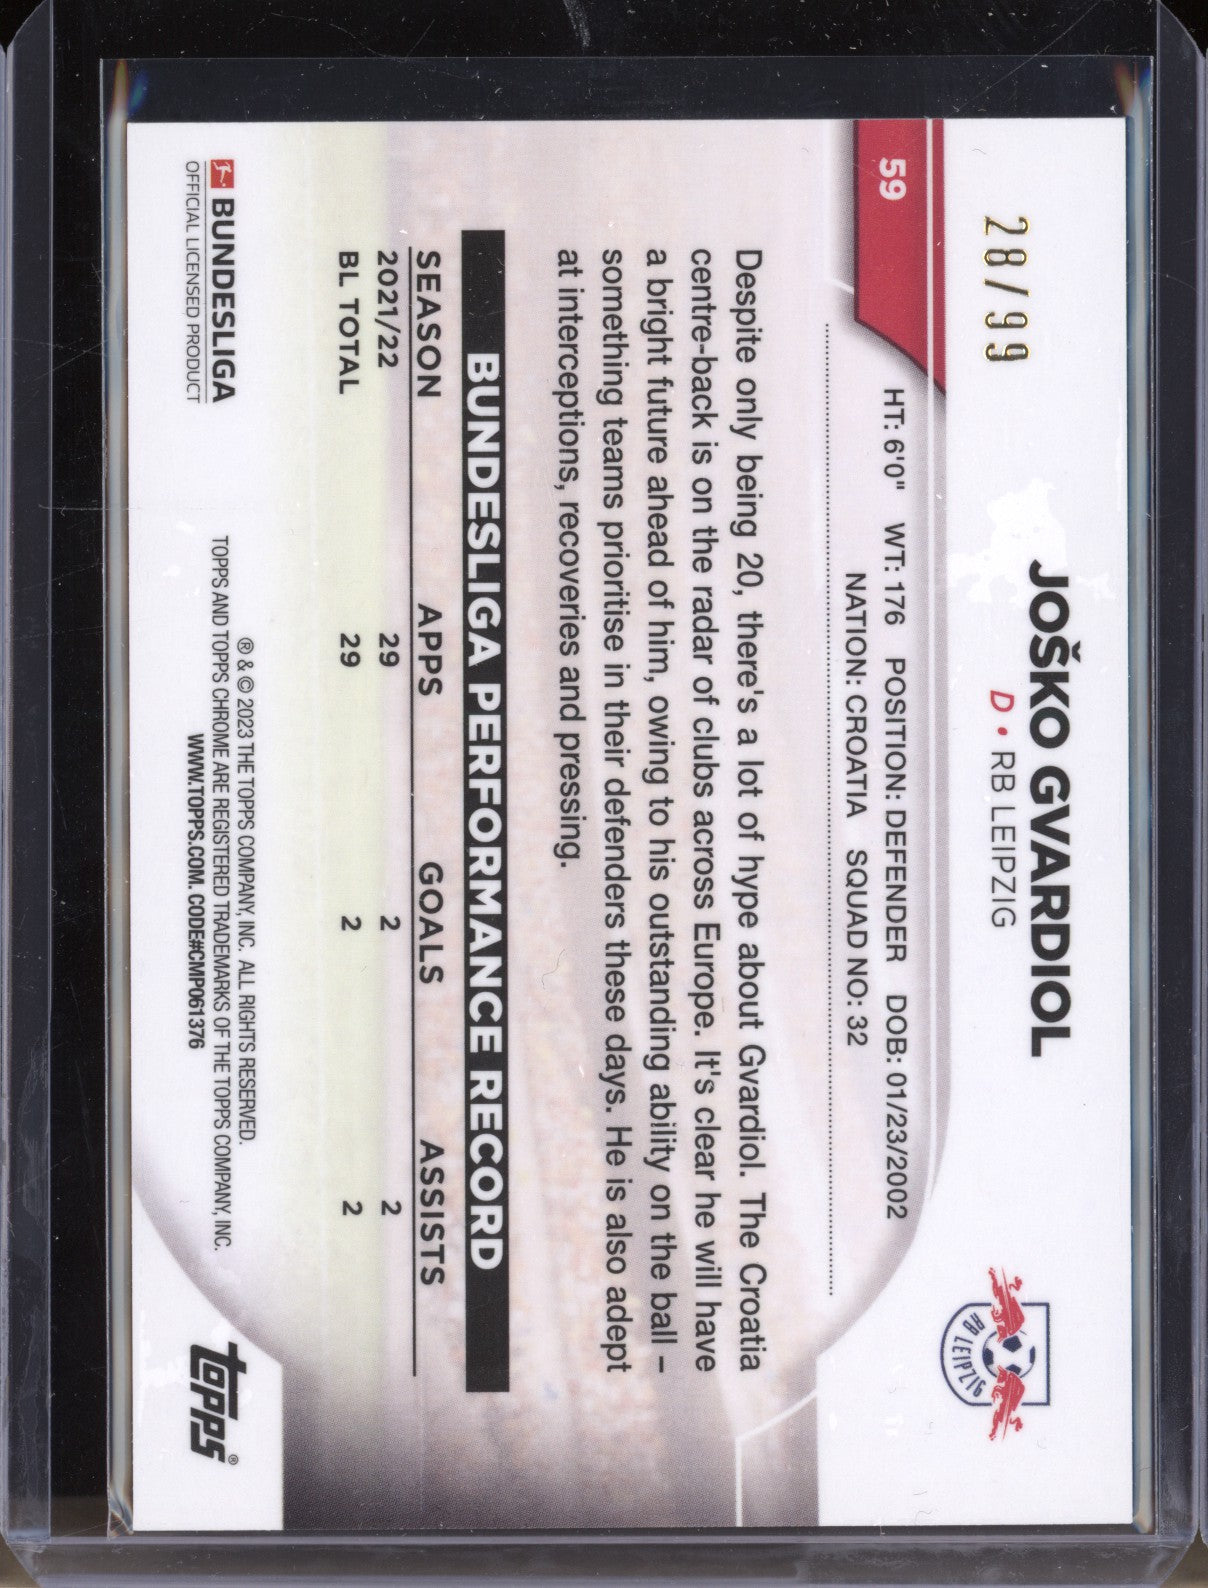 28/99
59
JOŠKO GVARDIOL
D • RB LEIPZIG
RB LEIPZIG
HT: 6'0" WT: 176 POSITION: DEFENDER DOB: 01/23/2002
NATION: CROATIA SQUAD NO: 32
Despite only being 20, there's a lot of hype about Gvardiol. The Croatia
centre-back is on the radar of clubs across Europe. It's clear he will have
a bright future ahead of him, owing to his outstanding ability on the ball –
something teams prioritise in their defenders these days. He is also adept
at interceptions, recoveries and pressing.
BUNDESLIGA PERFORMANCE RECORD
SEASON APPS GOALS ASSISTS
2021/22 29 2 2
BL TOTAL 29 2 2
BUNDESLIGA
OFFICIAL LICENSED PRODUCT
® & © 2023 THE TOPPS COMPANY, INC. ALL RIGHTS RESERVED.
TOPPS AND TOPPS CHROME ARE REGISTERED TRADEMARKS OF THE TOPPS COMPANY, INC.
WWW.TOPPS.COM. CODE#CMP061376
topps®